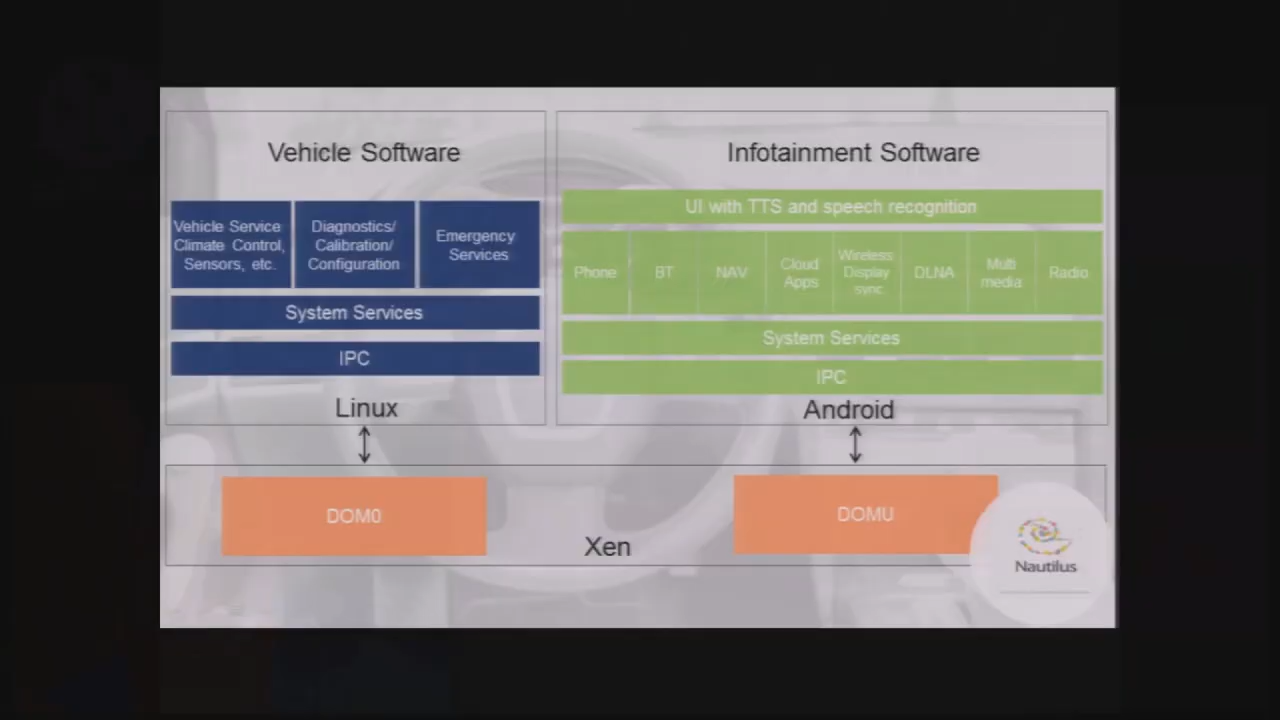 Vehicle Software
Infotainment Software
UI with TTS and speech recognition
Vehicle Service
Climate Control,
Sensors, etc.
Diagnostics/
Calibration/
Configuration
Emergency
Services
Phone
BT
NAV
Cloud
Apps
Wireless
Display
sync.
DLNA
Multi
media
Radio
System Services
System Services
IPC
IPC
Linux
Android
DOM0
DOMU
Xen
Nautilus